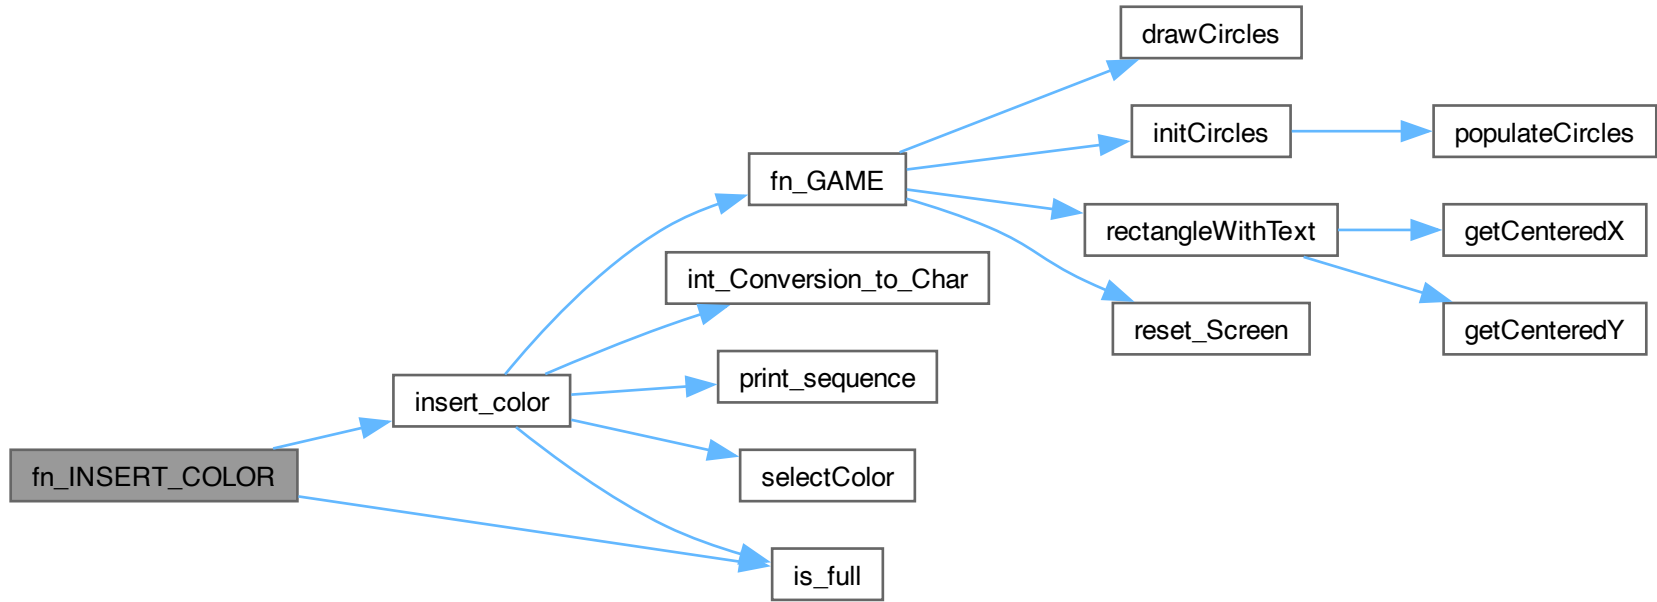 drawCircles
initCircles
populateCircles
fn_GAME
rectangleWithText
getCenteredX
int_Conversion_to_Char
reset_Screen
getCenteredY
print_sequence
insert_color
fn_INSERT_COLOR
selectColor
is_full